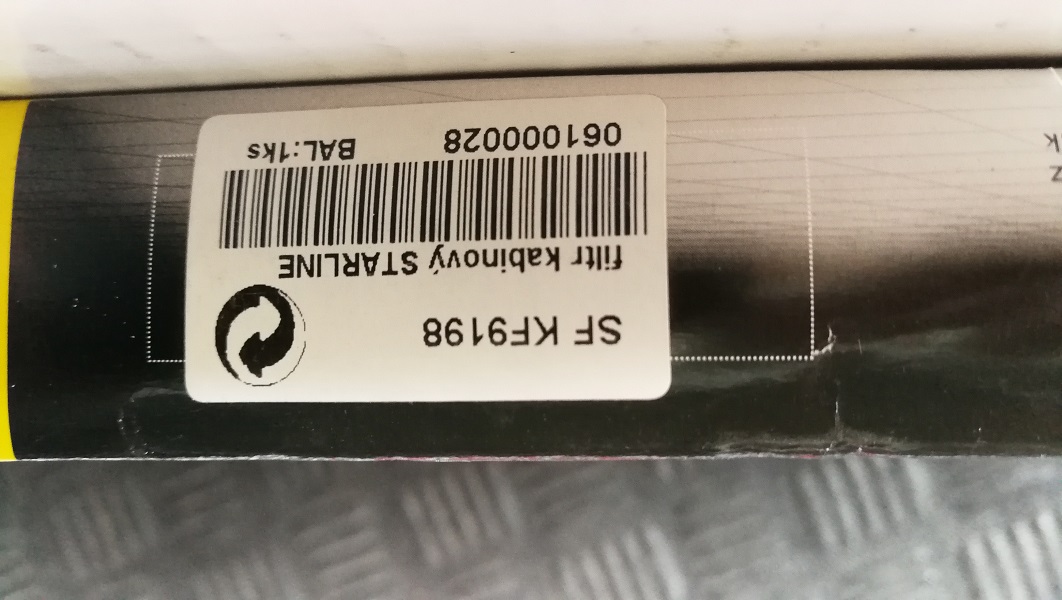 SF KF9198
filtr kabinový STARLINE
061000028 BAL:1ks
z
k